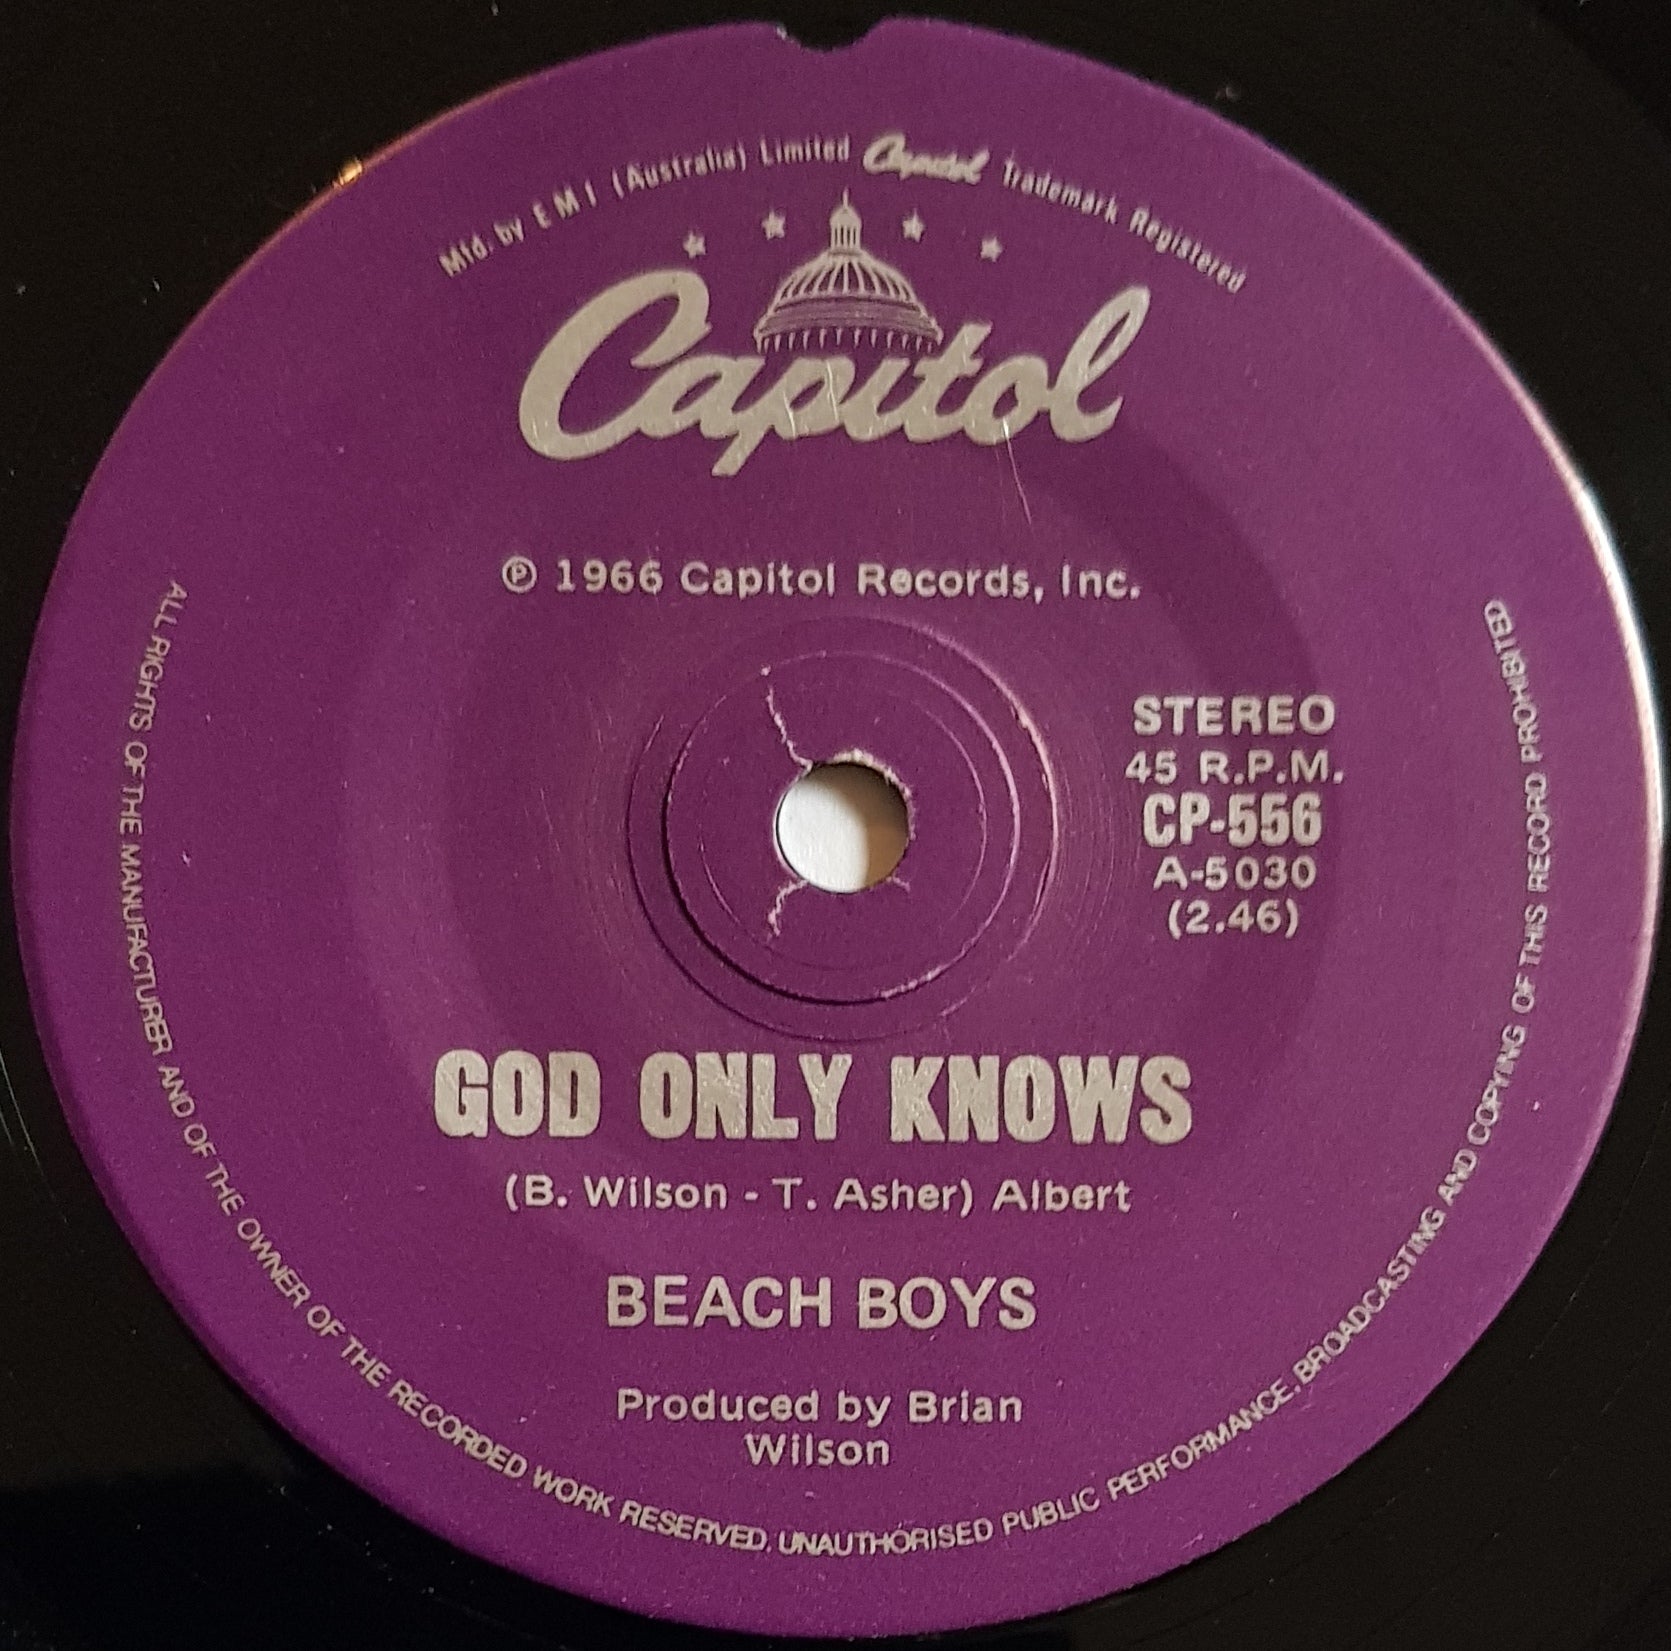 Mfd. by E M I (Australia) Limited Capitol Trademark Registered
Capitol
℗ 1966 Capitol Records, Inc.
STEREO
45 R.P.M.
CP-556
A-5030
(2.46)
GOD ONLY KNOWS
(B. Wilson - T. Asher) Albert
BEACH BOYS
Produced by Brian
Wilson
ALL RIGHTS OF THE MANUFACTURER AND OF THE OWNER OF THE RECORDED WORK RESERVED. UNAUTHORISED PUBLIC PERFORMANCE, BROADCASTING AND COPYING OF THIS RECORD PROHIBITED